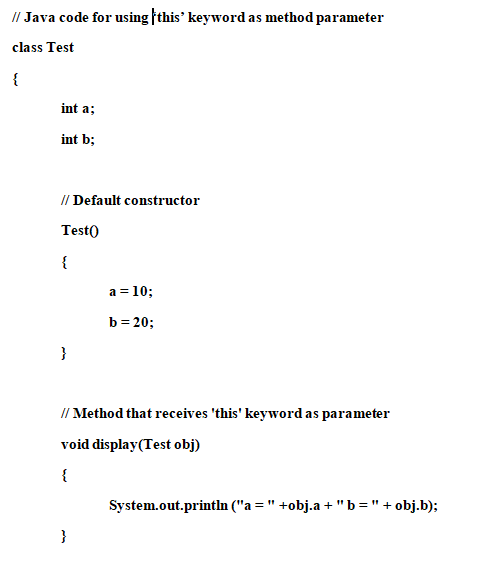 // Java code for using ‘this’ keyword as method parameter
class Test
{
int a;
int b;
// Default constructor
Test()
{
a = 10;
b = 20;
}
// Method that receives 'this' keyword as parameter
void display(Test obj)
{
System.out.println ("a = " +obj.a + " b = " + obj.b);
}